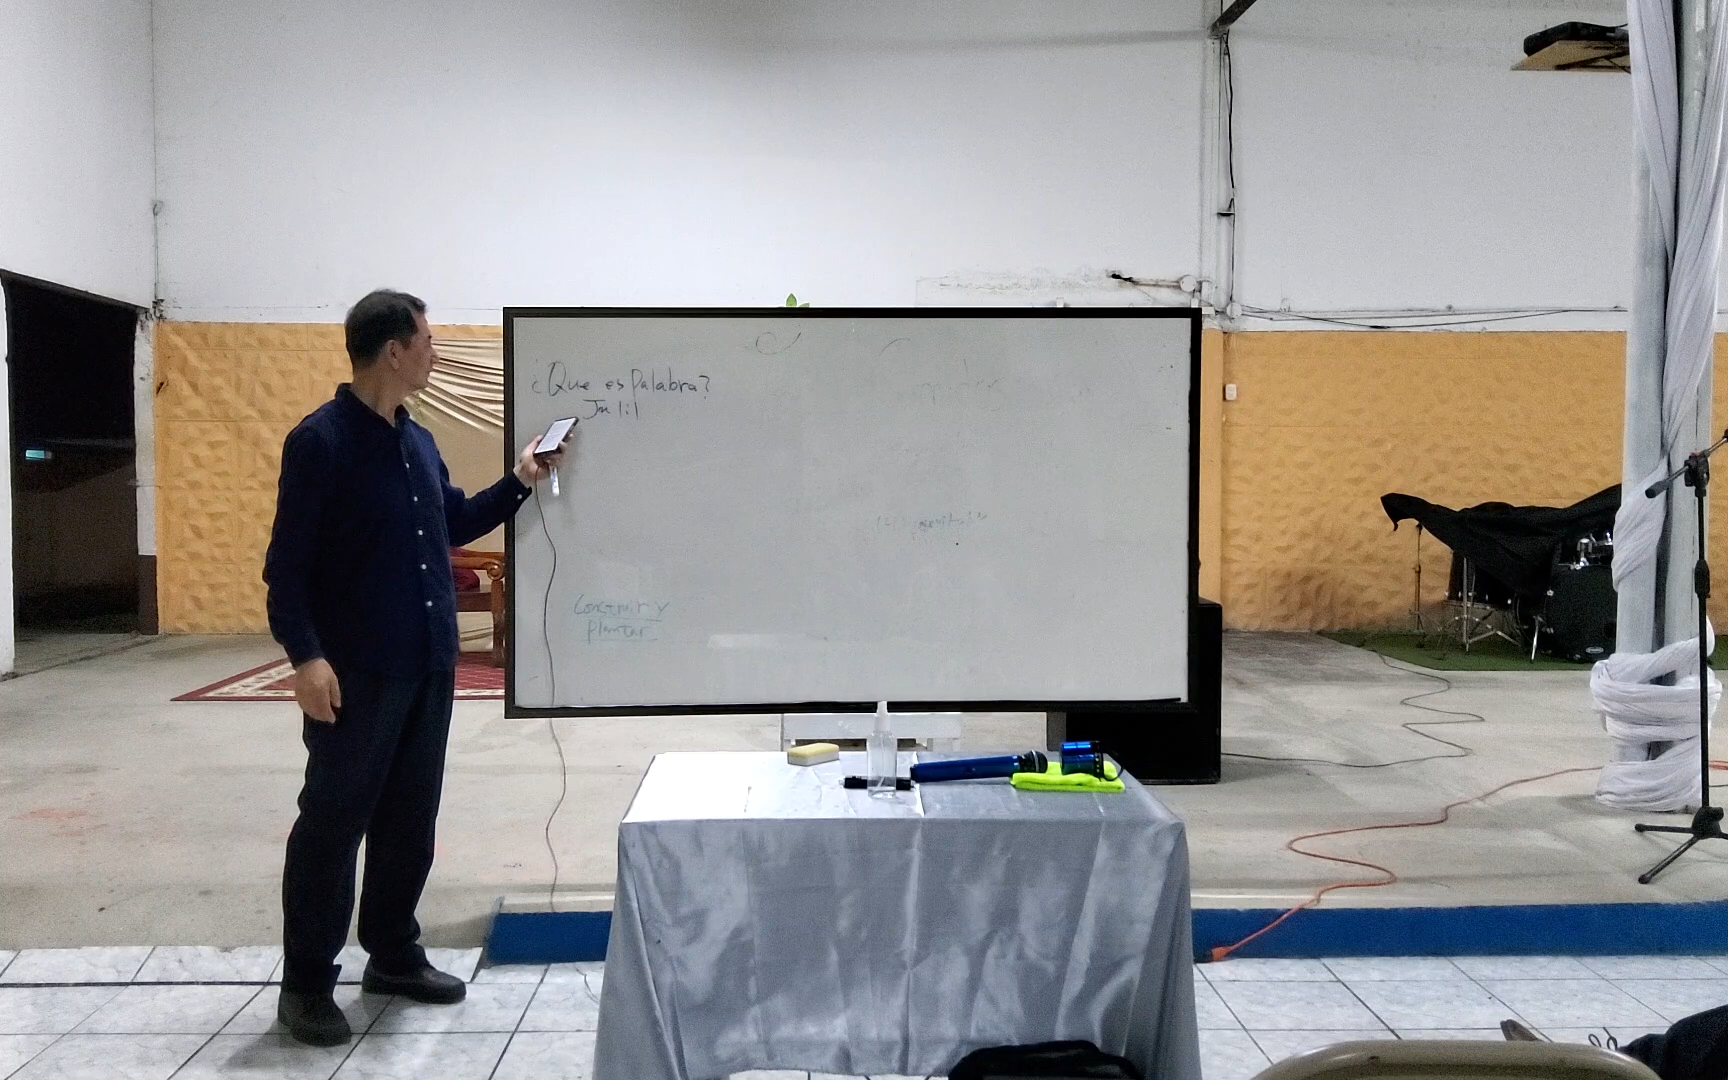 ¿Que es Palabra?
Jn 1:1
Construir y
plantar.